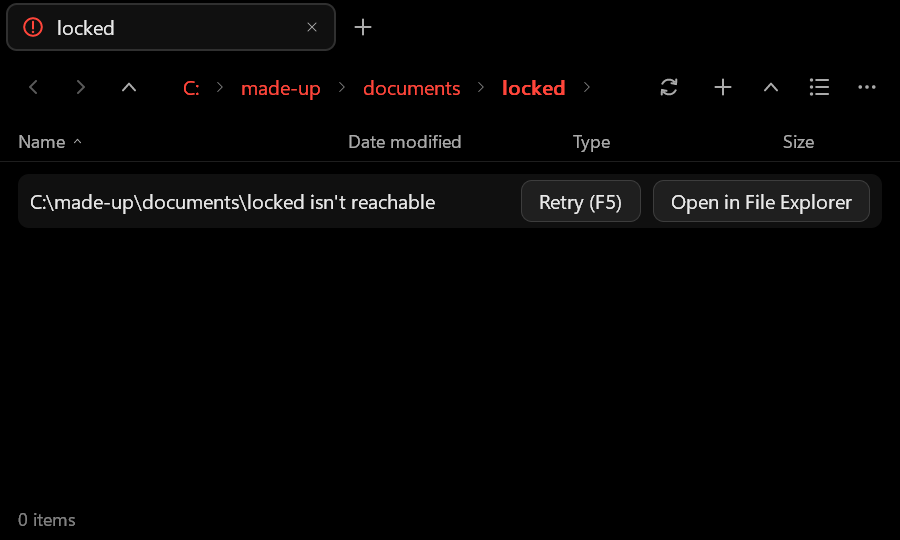 locked
C: made-up documents locked
Name Date modified Type Size
C:\made-up\documents\locked isn't reachable Retry (F5) Open in File Explorer
0 items